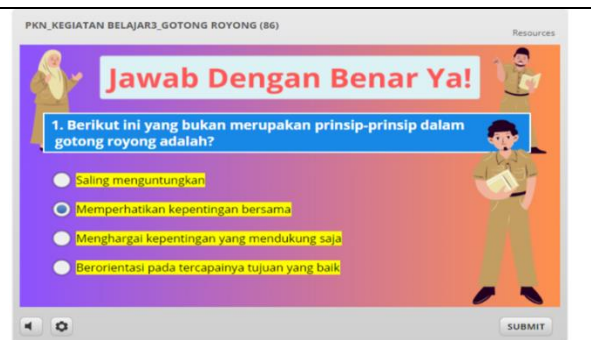 PKN_KEGIATAN BELAJAR3_GOTONG ROYONG (86)
Resources
Jawab Dengan Benar Ya!
1. Berikut ini yang bukan merupakan prinsip-prinsip dalam
gotong royong adalah?
Saling menguntungkan
Memperhatikan kepentingan bersama
Menghargai kepentingan yang mendukung saja
Berorientasi pada tercapainya tujuan yang baik
SUBMIT